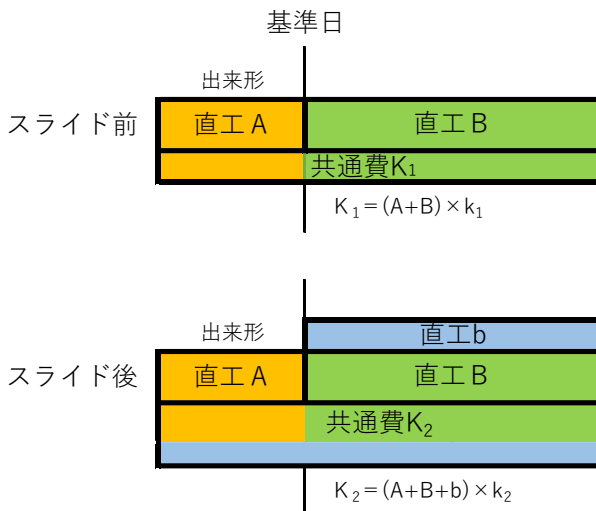 基準日
出来形
スライド前
直工A
直工B
共通費K₁
K₁=(A+B)×k₁
直工b
出来形
スライド後
直工A
直工B
共通費K₂
K₂=(A+B+b)×k₂